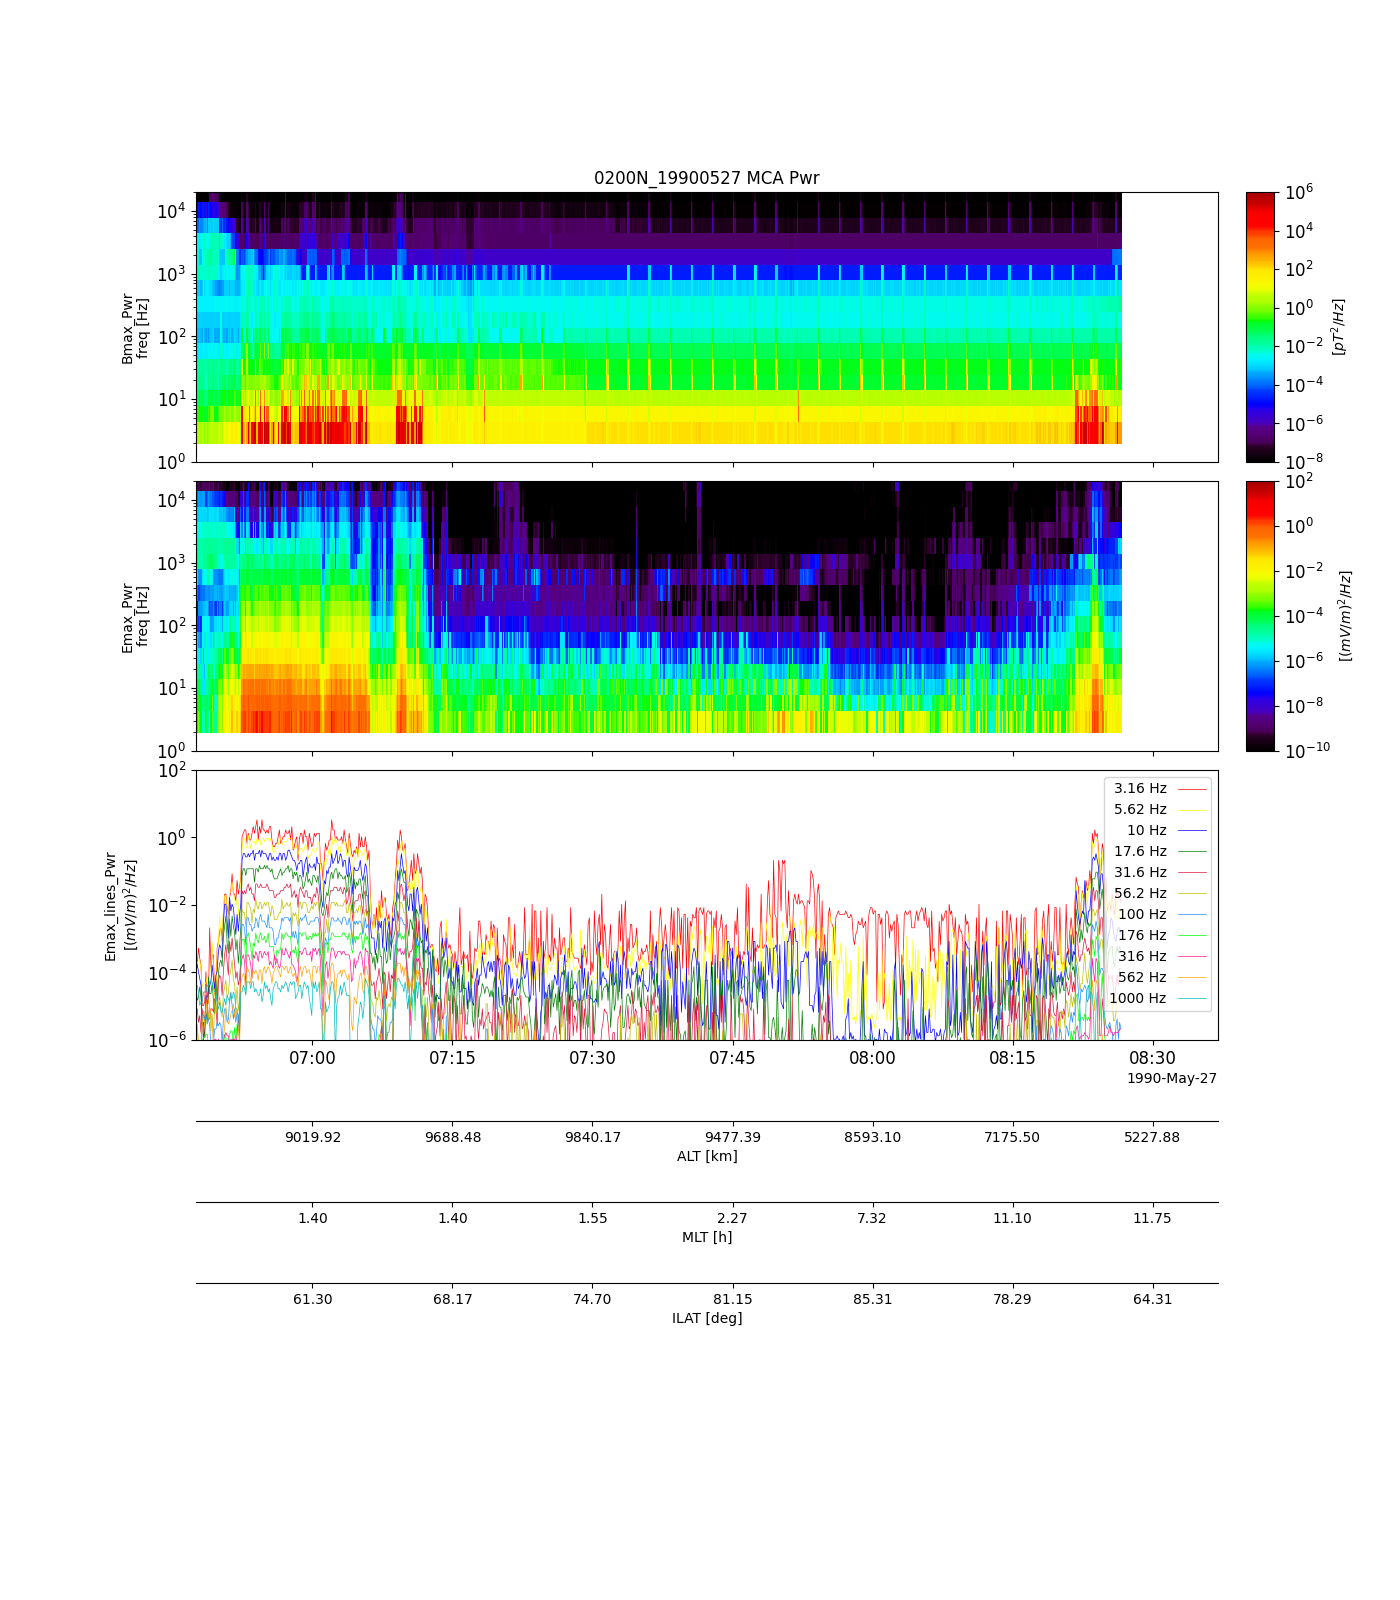 0200N_19900527 MCA Pwr
10^4
10^3
10^2
10^1
10^0
Bmax_Pwr
freq [Hz]
10^6
10^4
10^2
10^0
10^-2
10^-4
10^-6
10^-8
[pT^2/Hz]
10^4
10^3
10^2
10^1
10^0
Emax_Pwr
freq [Hz]
10^2
10^0
10^-2
10^-4
10^-6
10^-8
10^-10
[(mV/m)^2/Hz]
10^2
10^0
10^-2
10^-4
10^-6
Emax_lines_Pwr
[(mV/m)^2/Hz]
3.16 Hz
5.62 Hz
10 Hz
17.6 Hz
31.6 Hz
56.2 Hz
100 Hz
176 Hz
316 Hz
562 Hz
1000 Hz
07:00 07:15 07:30 07:45 08:00 08:15 08:30
1990-May-27
9019.92 9688.48 9840.17 9477.39 8593.10 7175.50 5227.88
ALT [km]
1.40 1.40 1.55 2.27 7.32 11.10 11.75
MLT [h]
61.30 68.17 74.70 81.15 85.31 78.29 64.31
ILAT [deg]